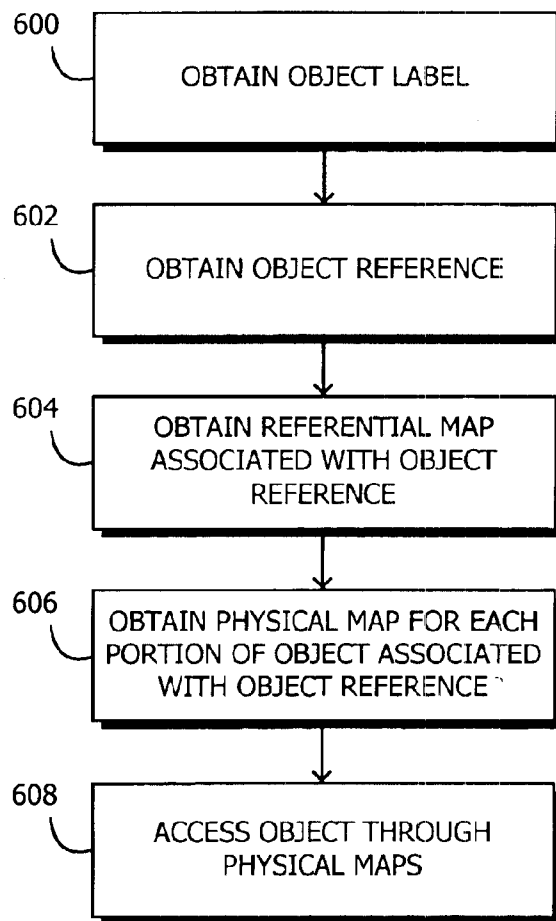 600
OBTAIN OBJECT LABEL
602
OBTAIN OBJECT REFERENCE
604
OBTAIN REFERENTIAL MAP
ASSOCIATED WITH OBJECT
REFERENCE
606
OBTAIN PHYSICAL MAP FOR EACH
PORTION OF OBJECT ASSOCIATED
WITH OBJECT REFERENCE
608
ACCESS OBJECT THROUGH
PHYSICAL MAPS